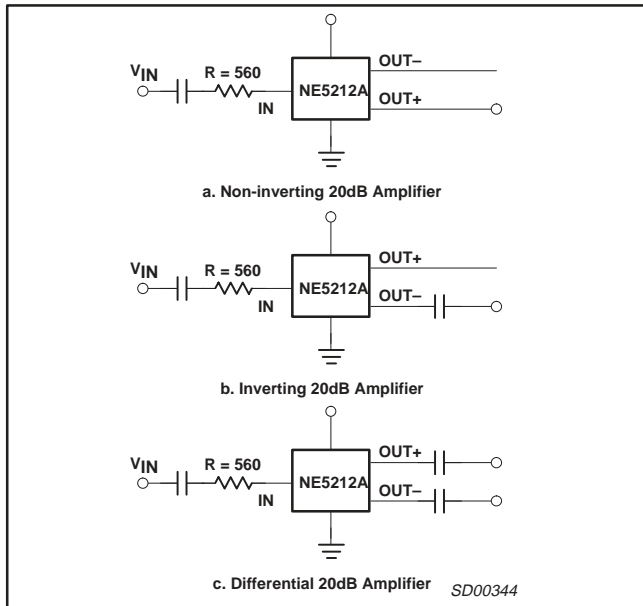 OUT–
VIN
R = 560
NE5212A
IN
OUT+
a. Non-inverting 20dB Amplifier
OUT+
VIN
R = 560
NE5212A
IN
OUT–
b. Inverting 20dB Amplifier
OUT+
VIN
R = 560
NE5212A
IN
OUT–
c. Differential 20dB Amplifier
SD00344